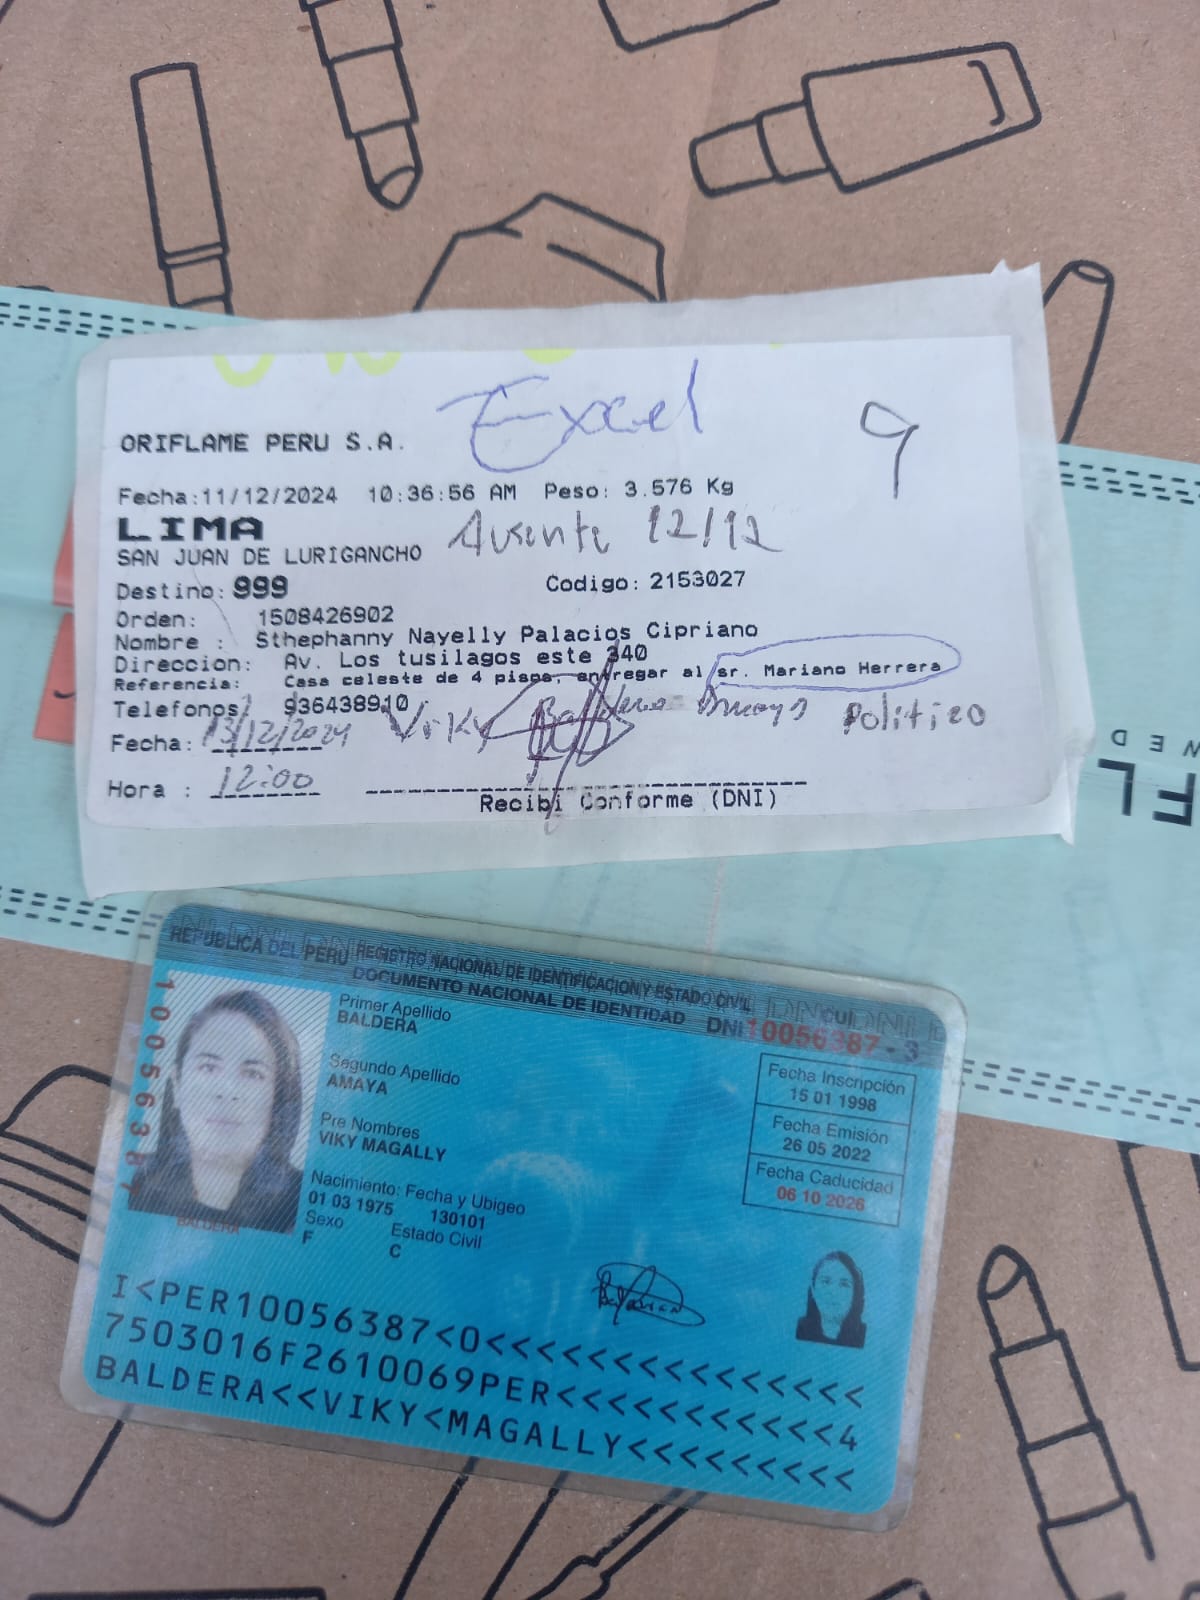 Excel
9
ORIFLAME PERU S.A.
Fecha:11/12/2024 10:36:56 AM Peso: 3.576 Kg
LIMA
Ausente 12/12
SAN JUAN DE LURIGANCHO
Destino: 999 Codigo: 2153027
Orden: 1508426902
Nombre : Sthephanny Nayelly Palacios Cipriano
Direccion: Av. Los tusilagos este 340
Referencia: Casa celeste de 4 pisos, entregar al sr. Mariano Herrera
Telefonos: 936438910
Viky Baldera Amaya Politico
Fecha: 13/12/2024
Hora : 12:00
Recibi Conforme (DNI)
REPUBLICA DEL PERU REGISTRO NACIONAL DE IDENTIFICACION Y ESTADO CIVIL
DOCUMENTO NACIONAL DE IDENTIDAD
CUI
DNI 10056387 - 3
10056387
Primer Apellido
BALDERA
Segundo Apellido
AMAYA
Pre Nombres
VIKY MAGALLY
Nacimiento: Fecha y Ubigeo
01 03 1975 130101
Sexo Estado Civil
F C
Fecha Inscripción
15 01 1998
Fecha Emisión
26 05 2022
Fecha Caducidad
06 10 2026
BALDERA
I<PER10056387<0<<<<<<<<<<<<<<<
7503016F2610069PER<<<<<<<<<<<4
BALDERA<<VIKY<MAGALLY<<<<<<<<<